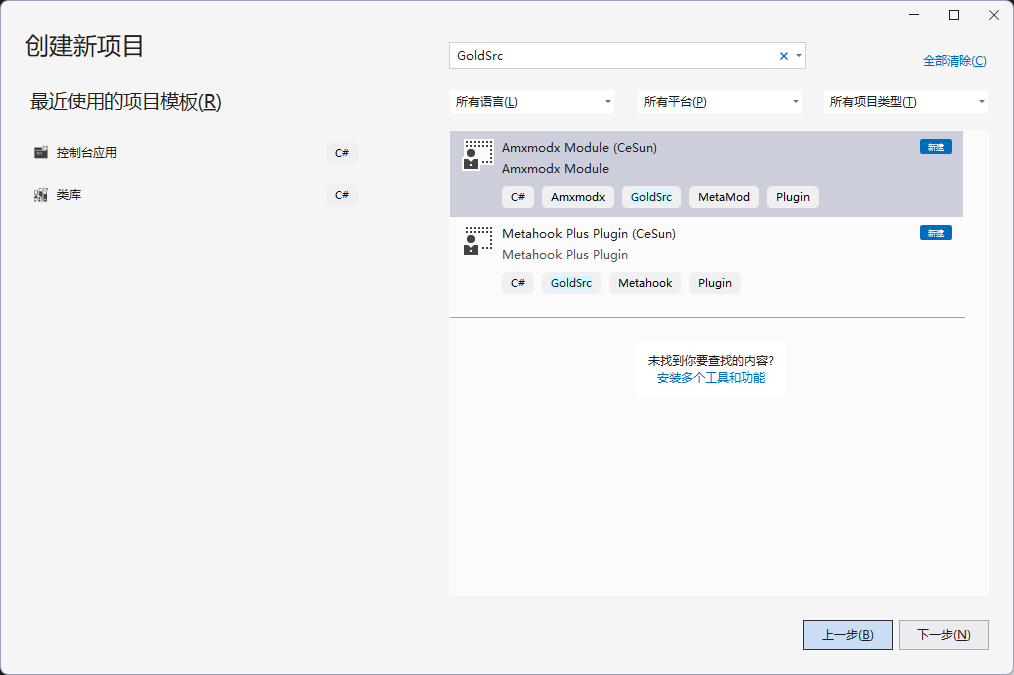 创建新项目
最近使用的项目模板(R)
控制台应用
C#
类库
C#
GoldSrc
全部清除(C)
所有语言(L)
所有平台(P)
所有项目类型(T)
Amxmodx Module (CeSun)
新建
Amxmodx Module
C#
Amxmodx
GoldSrc
MetaMod
Plugin
Metahook Plus Plugin (CeSun)
新建
Metahook Plus Plugin
C#
GoldSrc
Metahook
Plugin
未找到你要查找的内容?
安装多个工具和功能
上一步(B)
下一步(N)